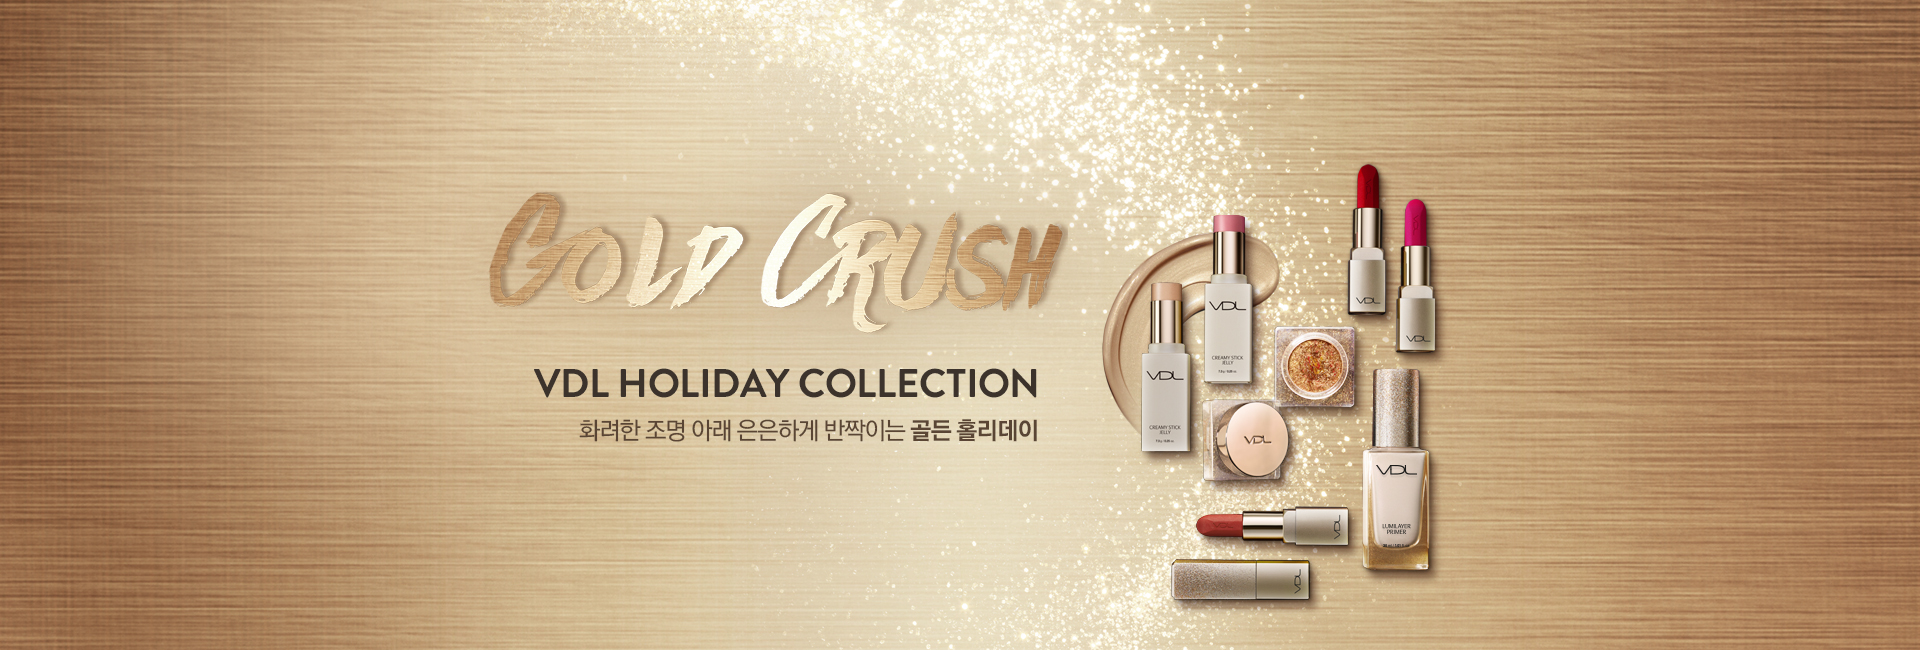 GOLD CRUSH
VDL HOLIDAY COLLECTION
화려한 조명 아래 은은하게 반짝이는 골든 홀리데이
VDL
VDL
VDL
CREAMY STICK
JELLY
VDL
VDL
CREAMY STICK
JELLY
VDL
VDL
LUMILAYER
PRIMER
VDL
VDL